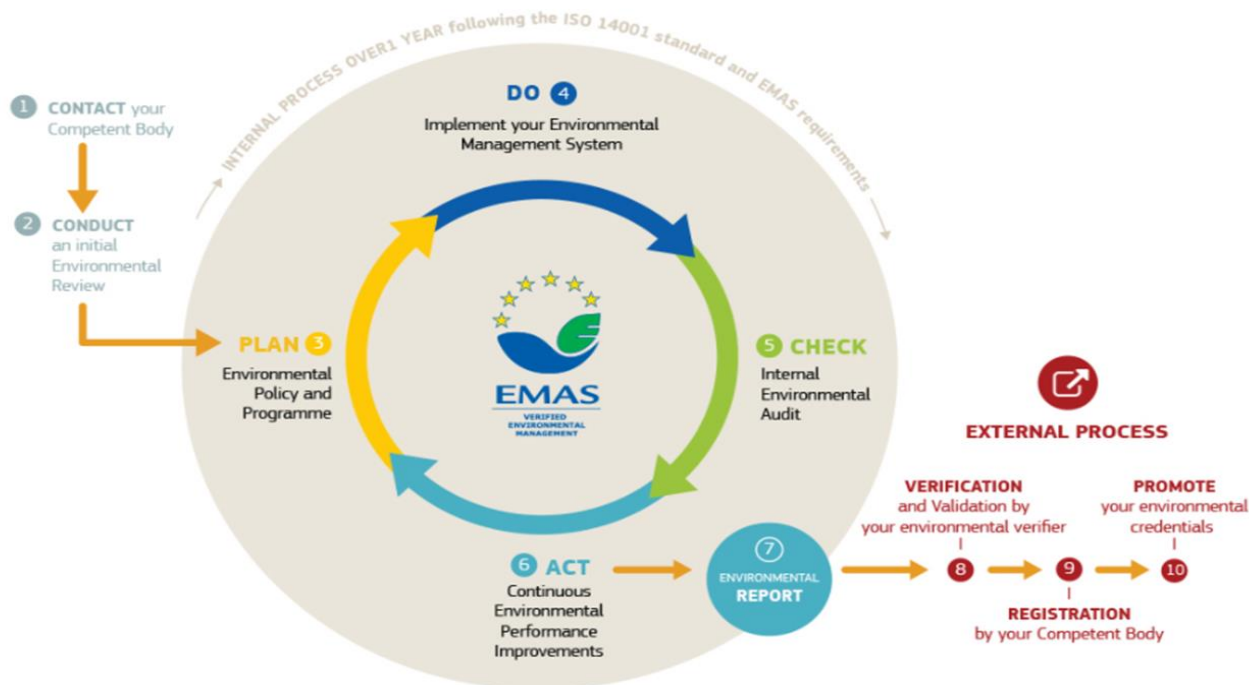 INTERNAL PROCESS OVER1 YEAR following the ISO 14001 standard and EMAS requirements
1 CONTACT your
Competent Body
2 CONDUCT
an initial
Environmental
Review
PLAN 3
Environmental
Policy and
Programme
DO 4
Implement your Environmental
Management System
5 CHECK
Internal
Environmental
Audit
EMAS
VERIFIED
ENVIRONMENTAL
MANAGEMENT
6 ACT
Continuous
Environmental
Performance
Improvements
7
ENVIRONMENTAL
REPORT
EXTERNAL PROCESS
VERIFICATION
and Validation by
your environmental verifier
8
9
REGISTRATION
by your Competent Body
PROMOTE
your environmental
credentials
10